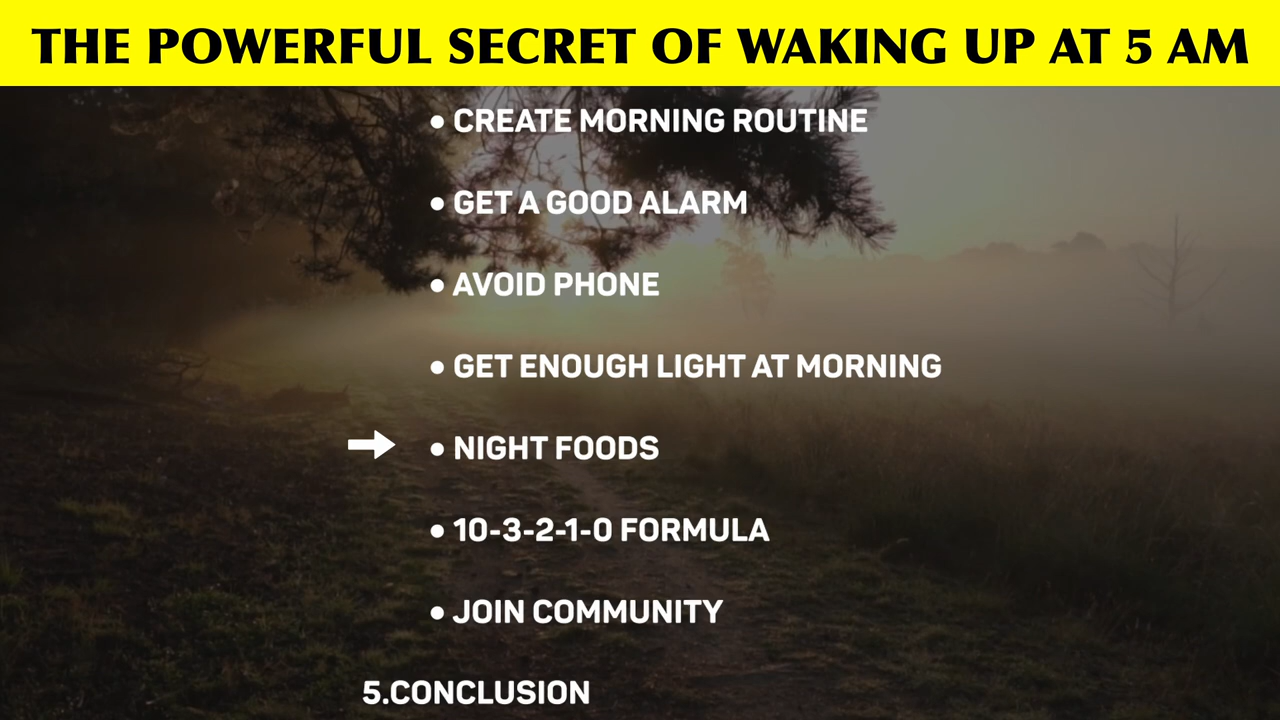 THE POWERFUL SECRET OF WAKING UP AT 5 AM
• CREATE MORNING ROUTINE
• GET A GOOD ALARM
• AVOID PHONE
• GET ENOUGH LIGHT AT MORNING
• NIGHT FOODS
• 10-3-2-1-0 FORMULA
• JOIN COMMUNITY
5.CONCLUSION